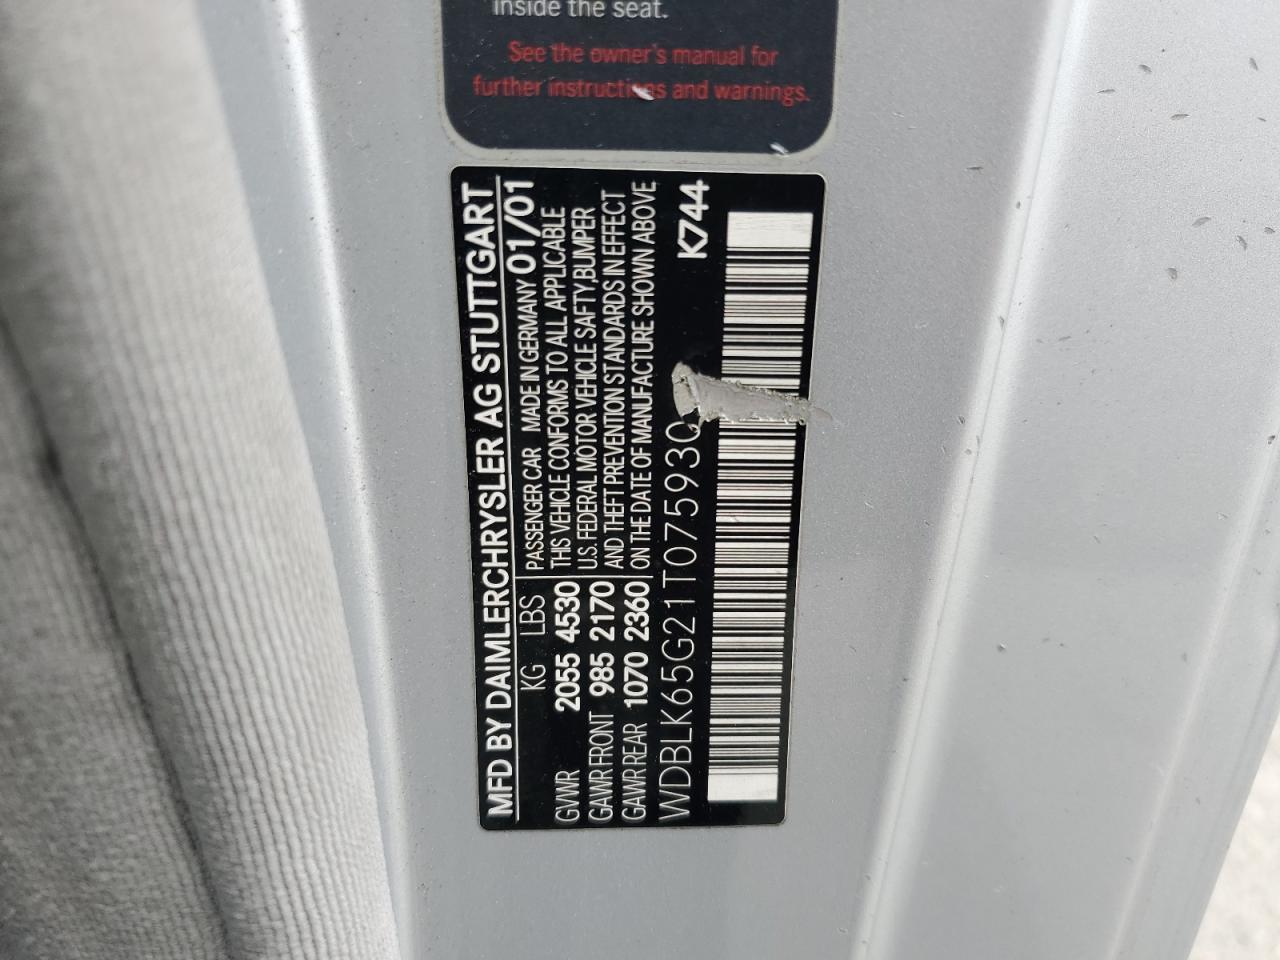 inside the seat.
See the owner's manual for
further instructions and warnings.
MFD BY DAIMLERCHRYSLER AG STUTTGART
KG LBS PASSENGER CAR MADE IN GERMANY 01/01
GVWR 2055 4530 THIS VEHICLE CONFORMS TO ALL APPLICABLE
U.S. FEDERAL MOTOR VEHICLE SAFTY,BUMPER
GAWR FRONT 985 2170 AND THEFT PREVENTION STANDARDS IN EFFECT
GAWR REAR 1070 2360 ON THE DATE OF MANUFACTURE SHOWN ABOVE
WDBLK65G21T075930 K744